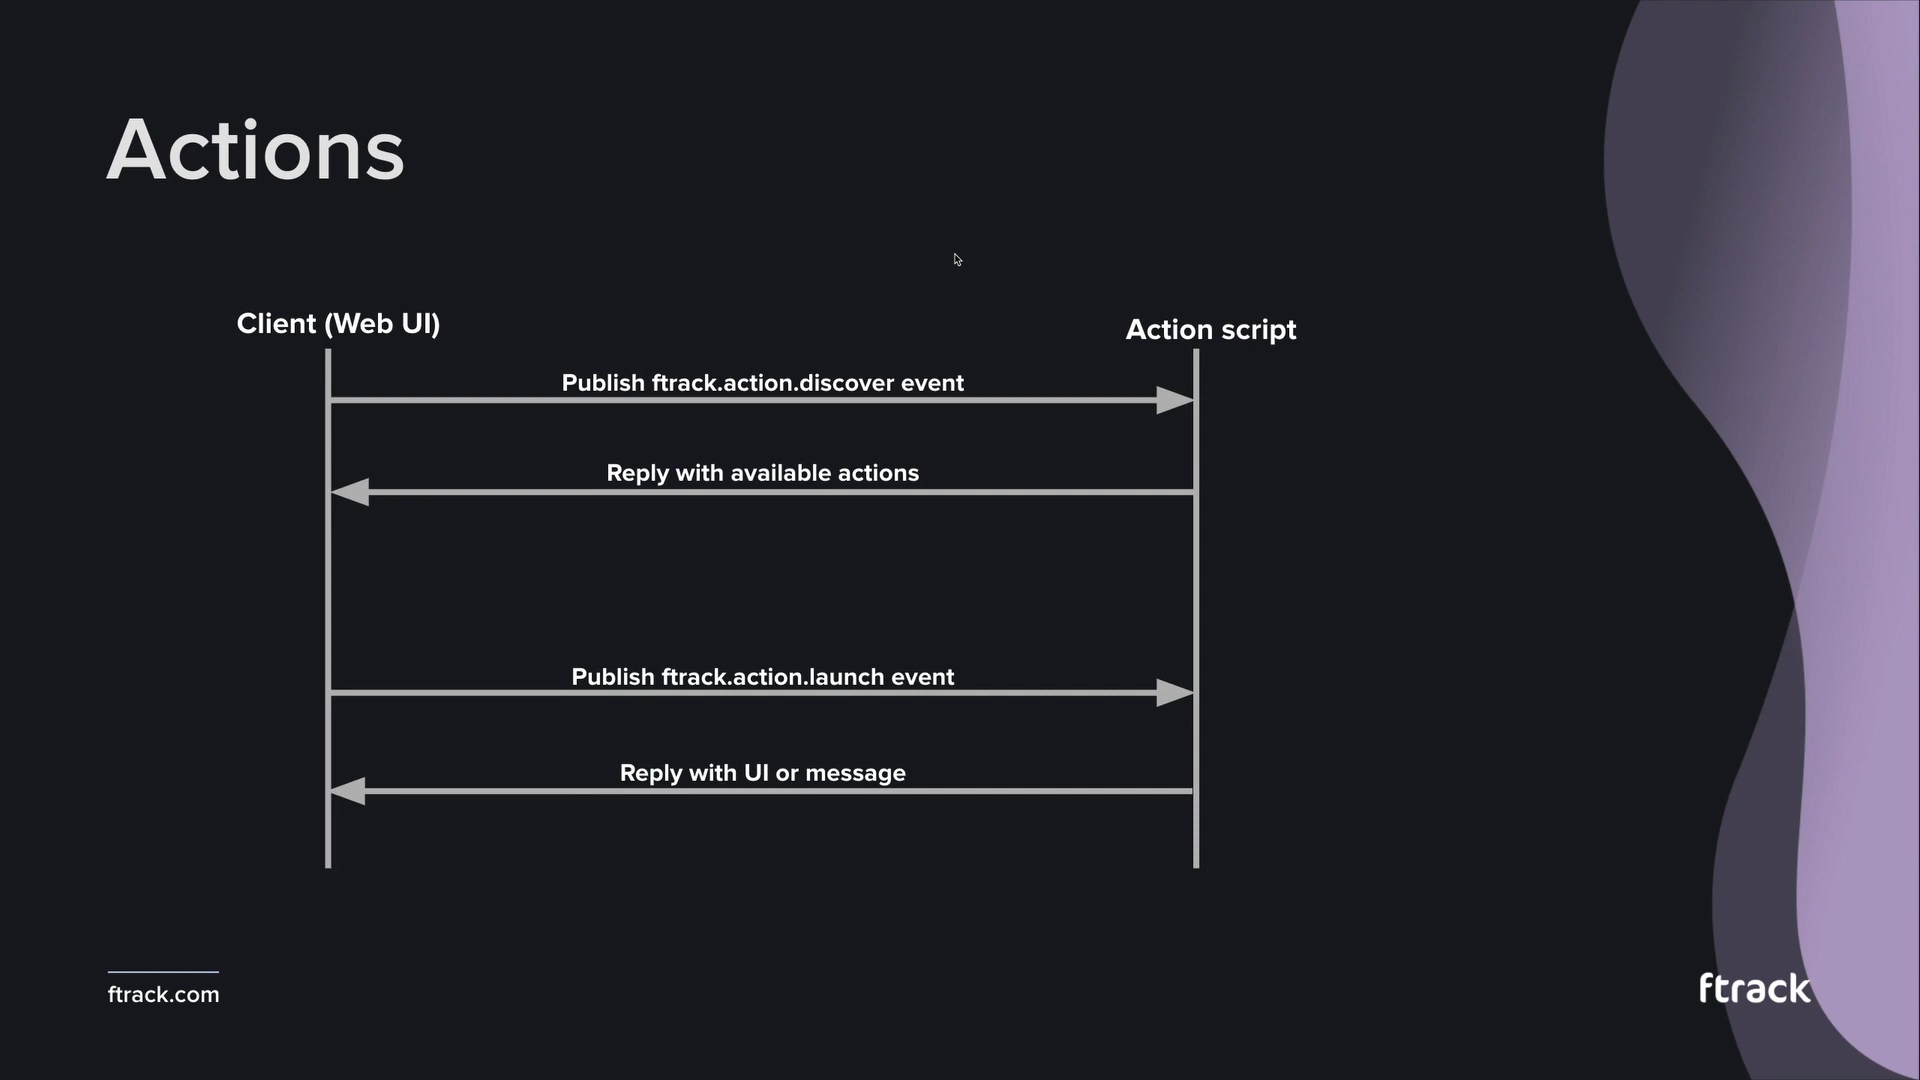 Actions
Client (Web UI)
Action script
Publish ftrack.action.discover event
Reply with available actions
Publish ftrack.action.launch event
Reply with UI or message
ftrack.com
ftrack